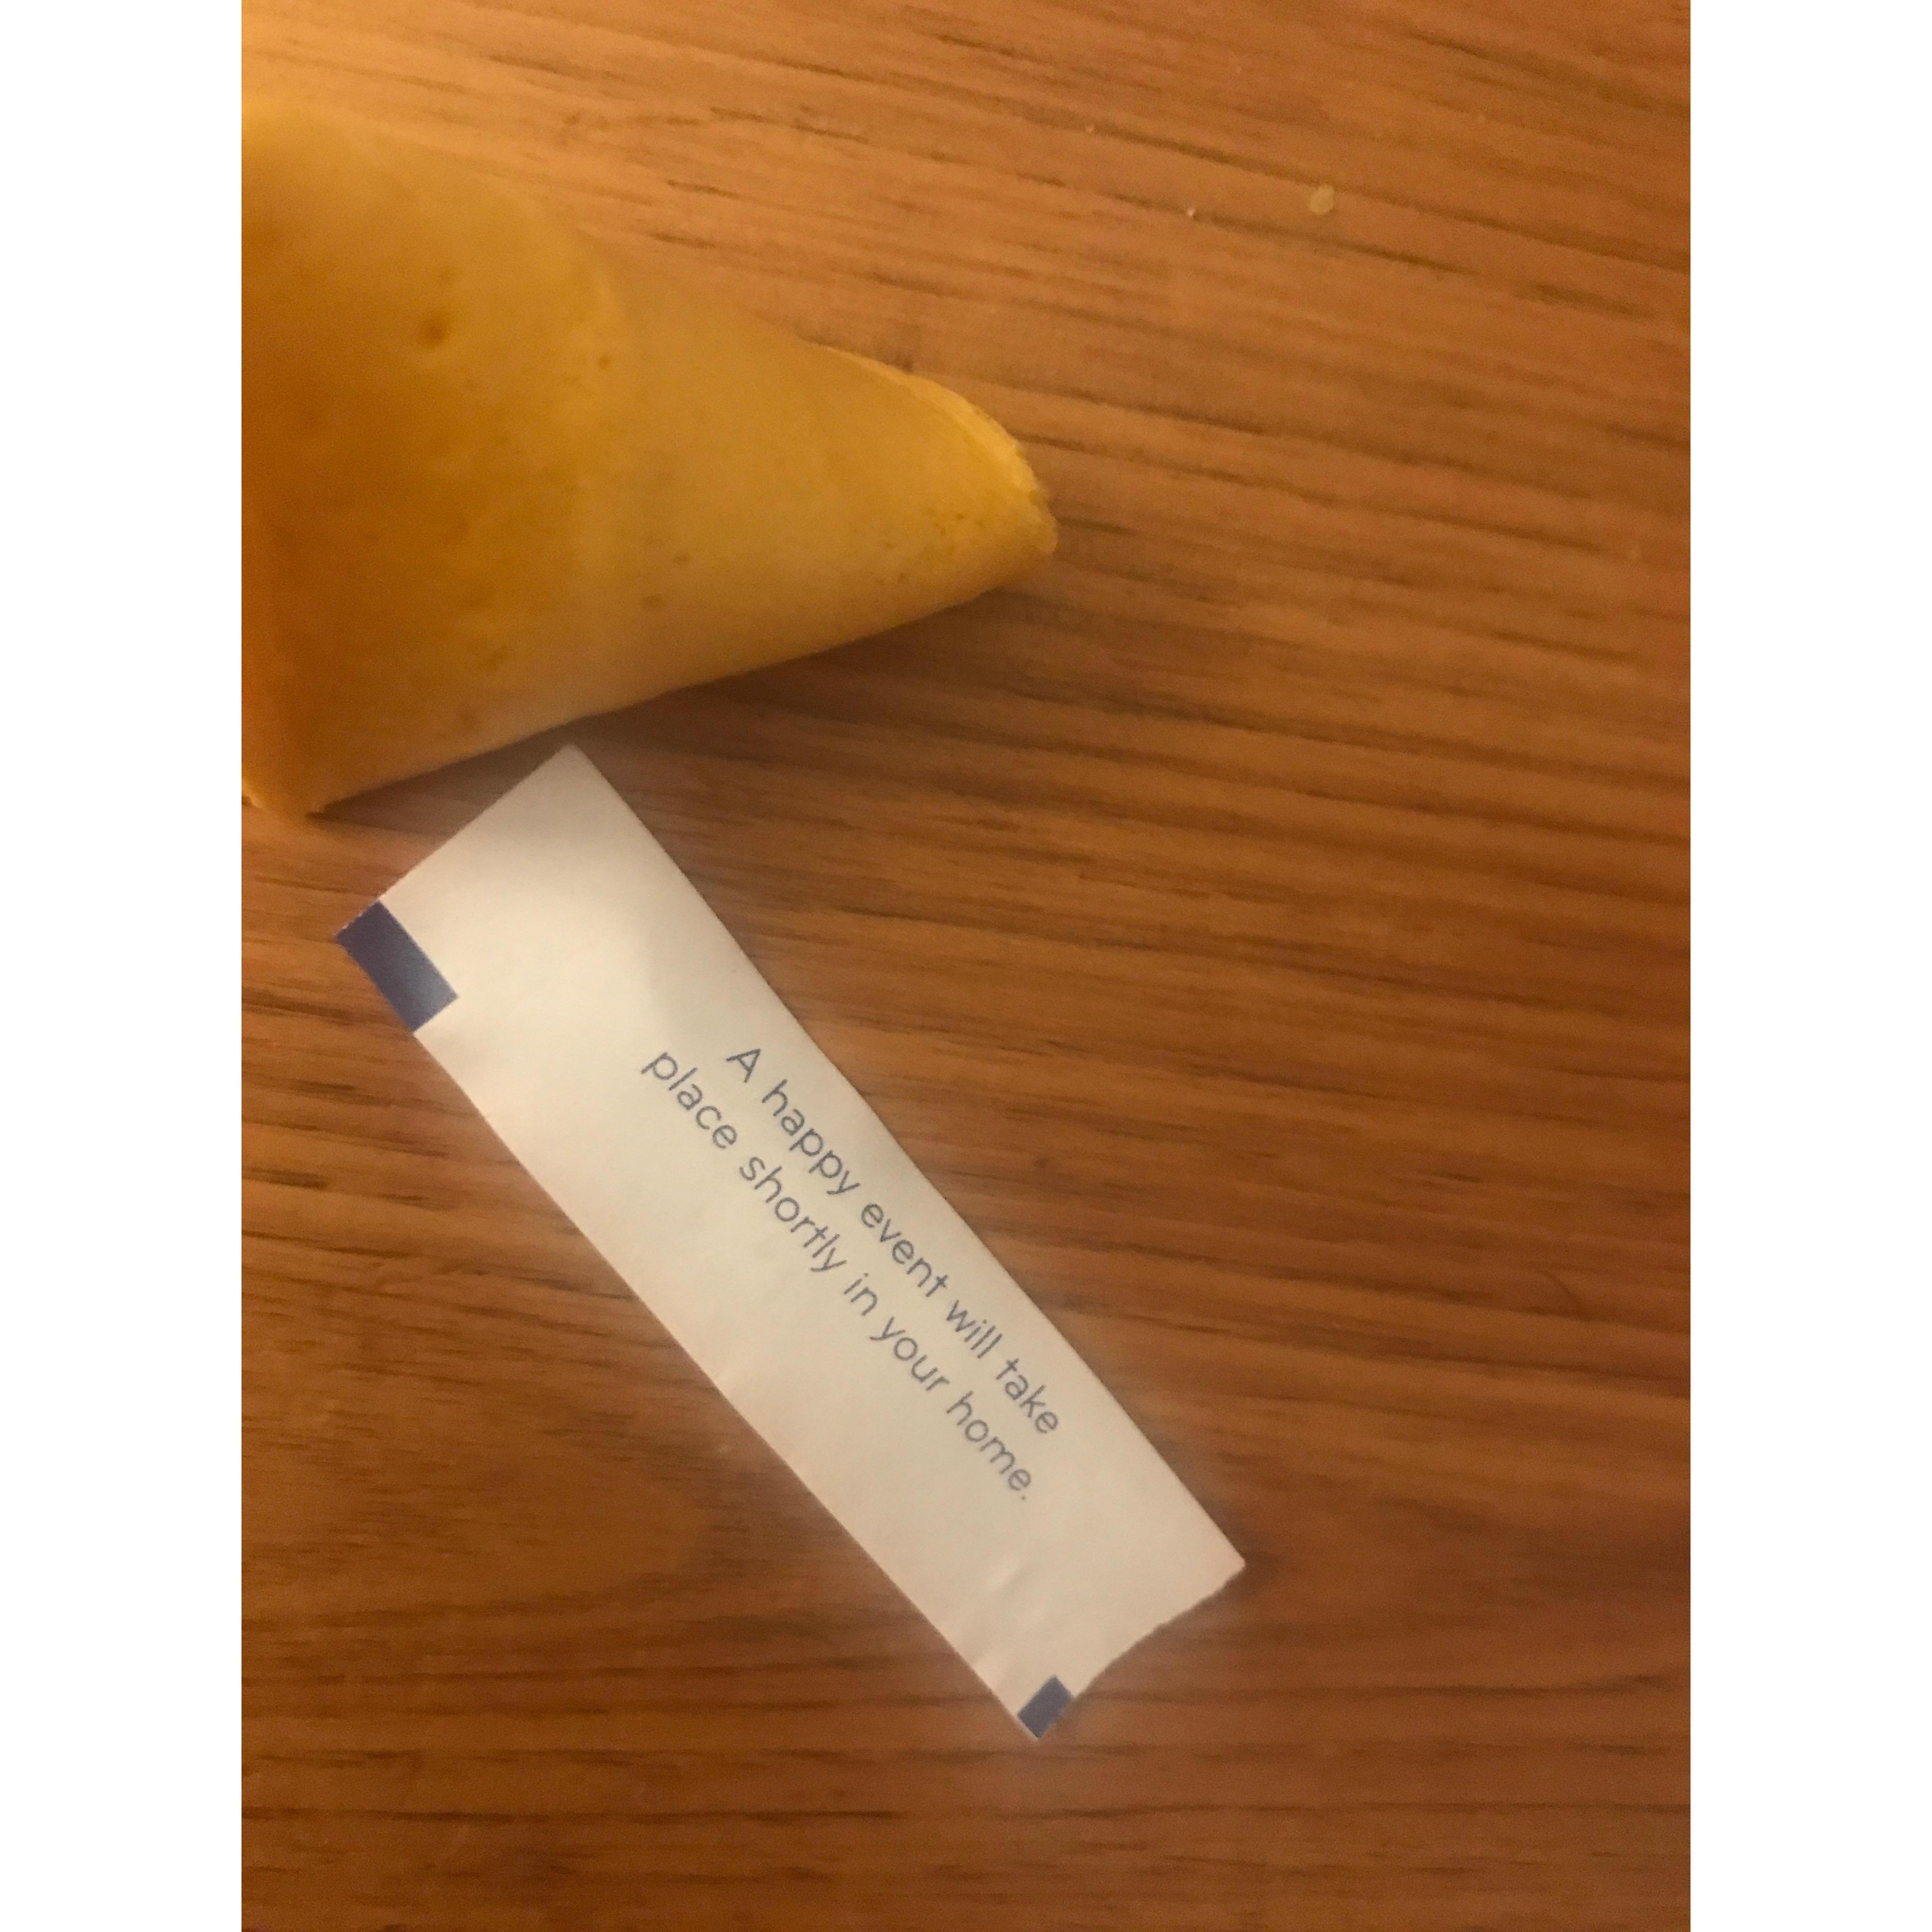 A happy event will take
place shortly in your home.